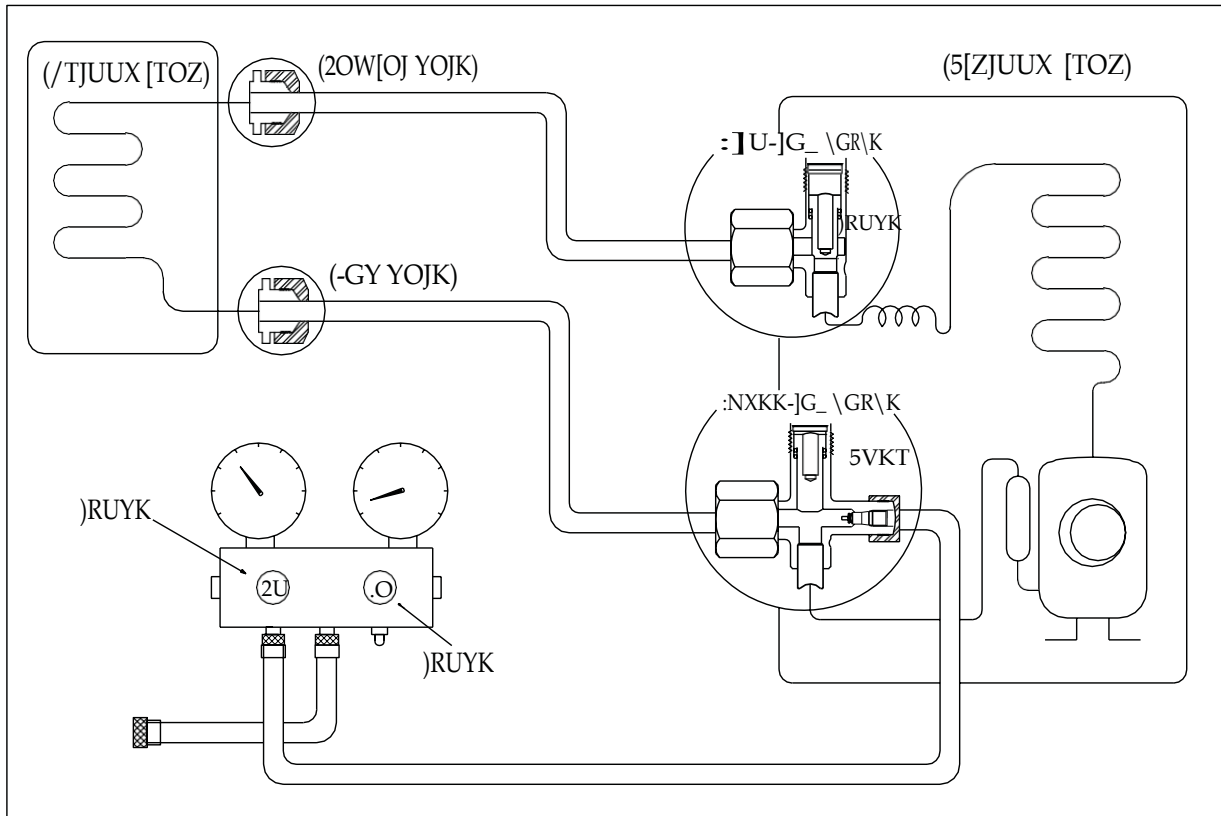 (/TJUUX [TOZ)
(2OW[OJ YOJK)
(5[ZJUUX [TOZ)
:]U-]G_ \GR\K
)RUYK
(-GY YOJK)
:NXKK-]G_ \GR\K
5VKT
)RUYK
2U
.O
)RUYK